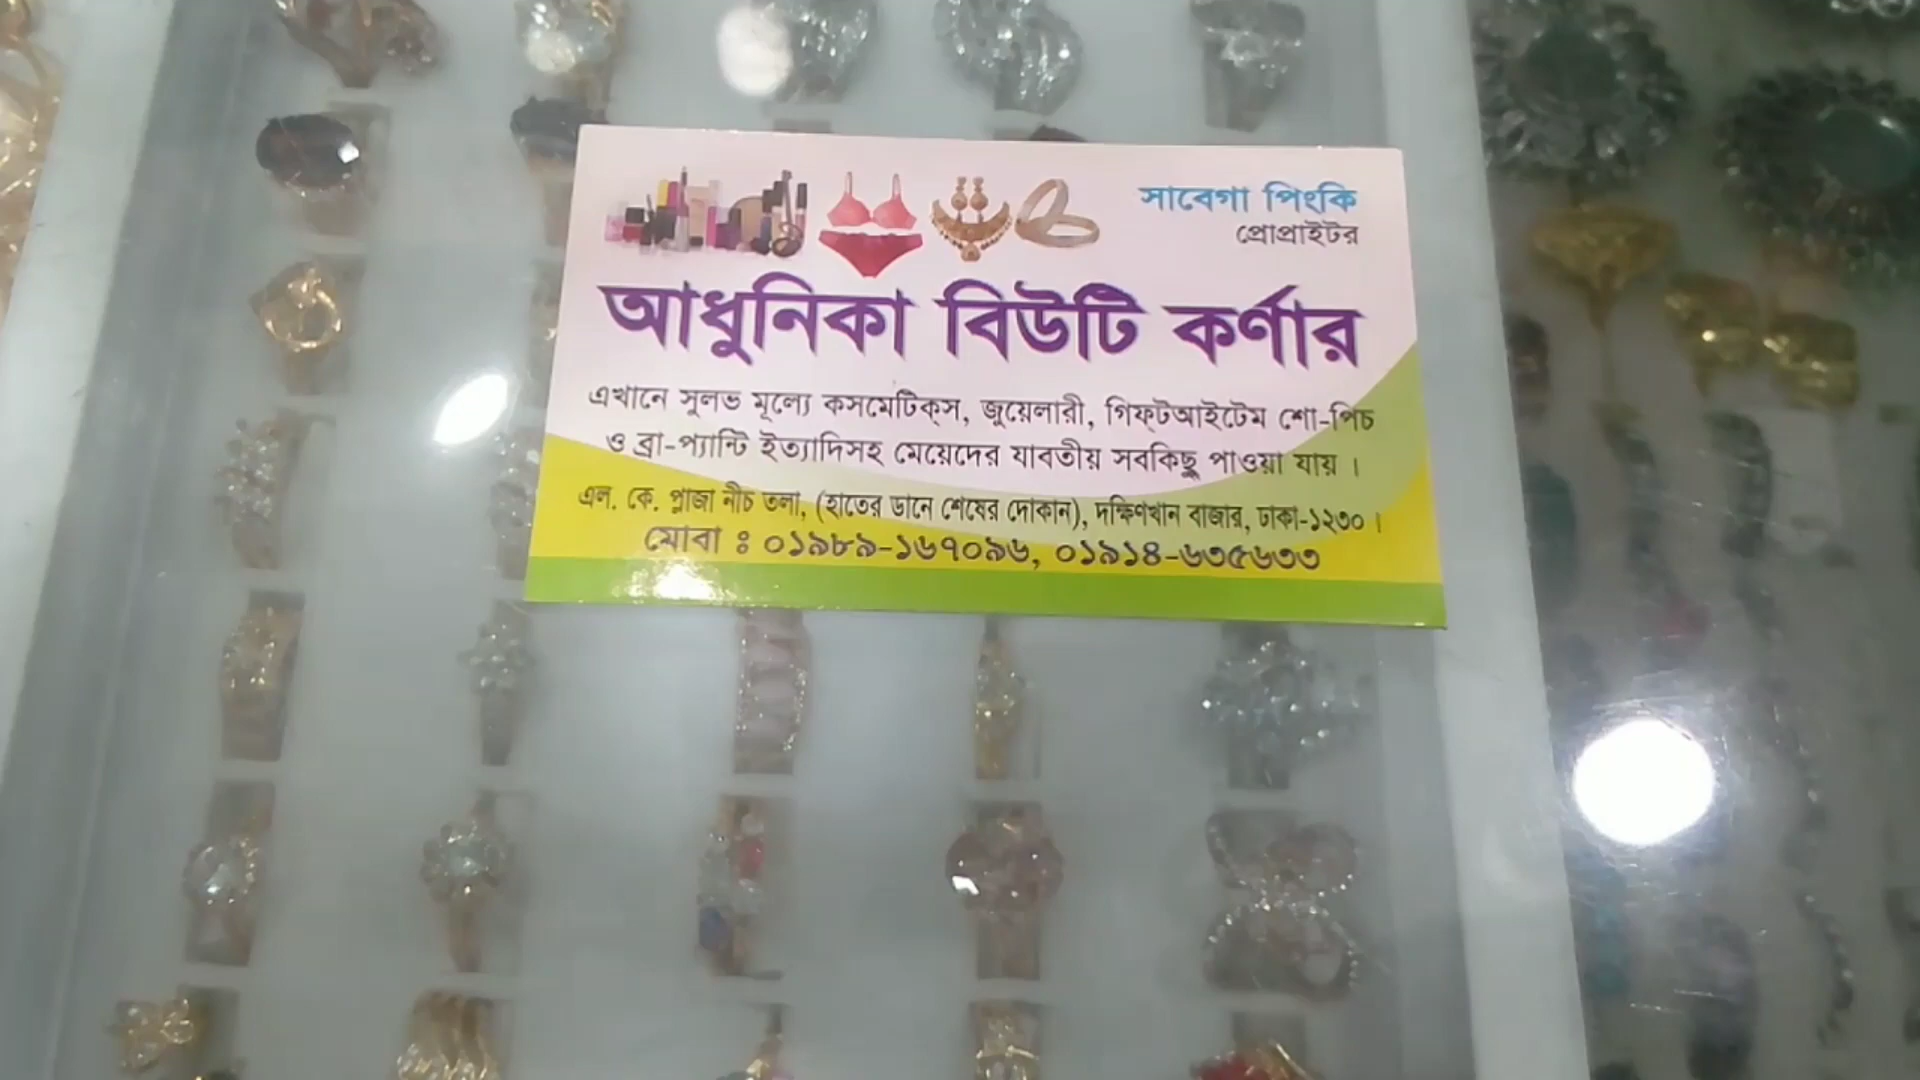 সাবেগা পিংকি
প্রোপ্রাইটর
আধুনিকা বিউটি কর্ণার
এখানে সুলভ মূল্যে কসমেটিক্স, জুয়েলারী, গিফ্টআইটেম শো-পিচ
ও ব্রা-প্যান্টি ইত্যাদিসহ মেয়েদের যাবতীয় সবকিছু পাওয়া যায় ।
এল. কে. প্লাজা নীচ তলা, (হাতের ডানে শেষের দোকান), দক্ষিণখান বাজার, ঢাকা-১২৩০ ।
মোবা ঃ ০১৯৮৯-১৬৭০৯৬, ০১৯১৪-৬৩৫৬৩৩